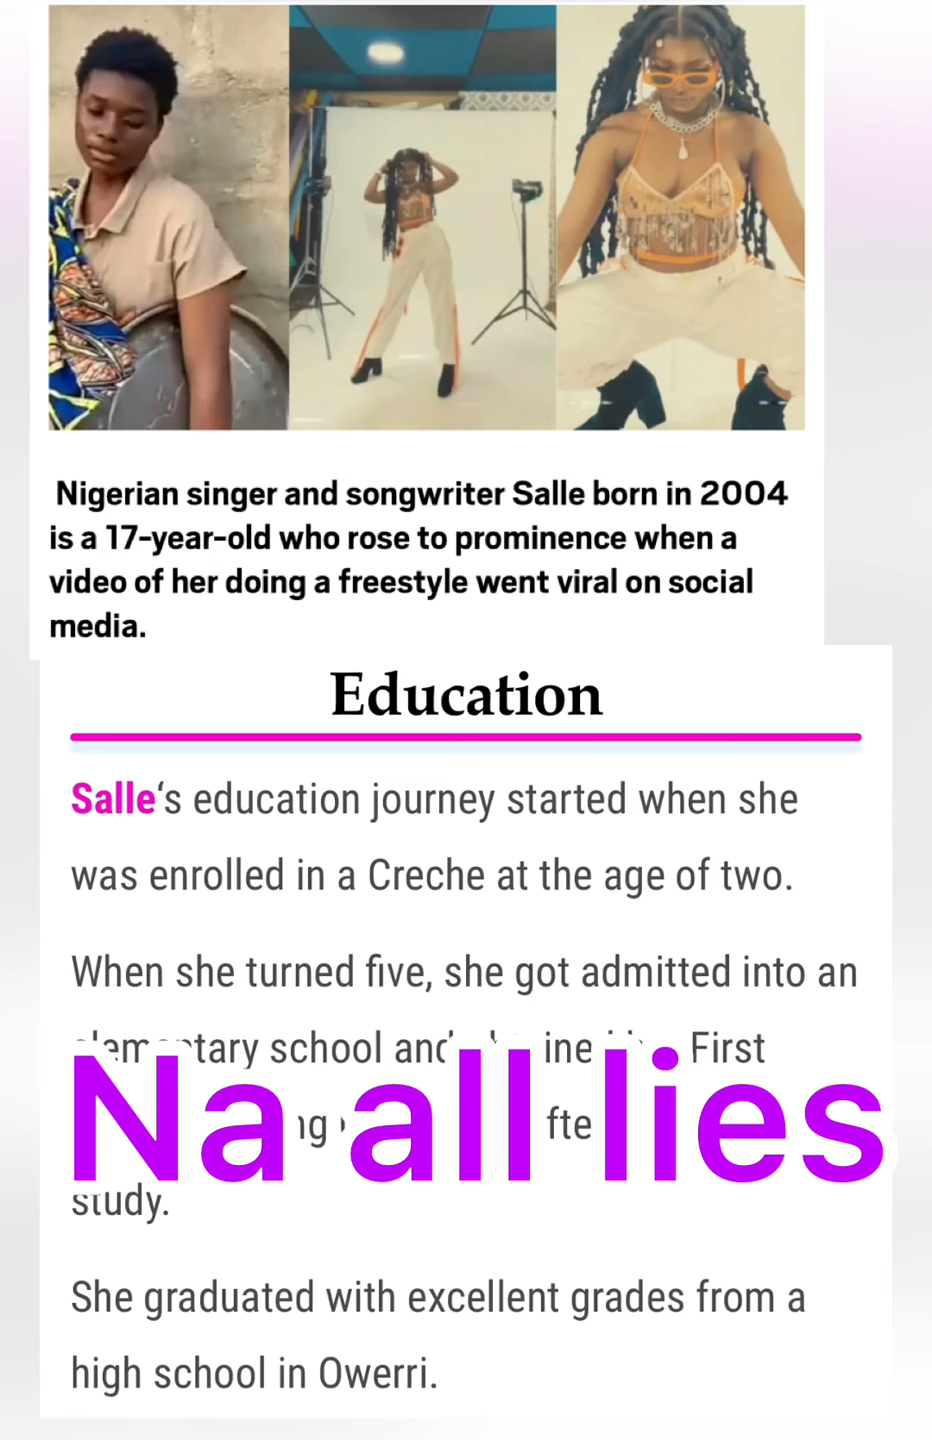 Nigerian singer and songwriter Salle born in 2004
is a 17-year-old who rose to prominence when a
video of her doing a freestyle went viral on social
media.
Education
Salle‘s education journey started when she
was enrolled in a Creche at the age of two.
When she turned five, she got admitted into an
school and First
Na all lies
study.
She graduated with excellent grades from a
high school in Owerri.